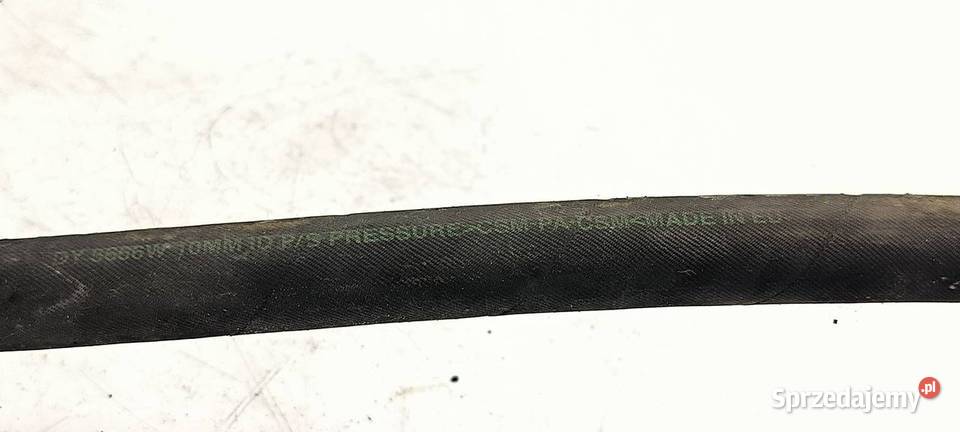 10MM ID P/S PRESSURE>CSM PA CSM<MADE IN EU
Sprzedajemy.pl